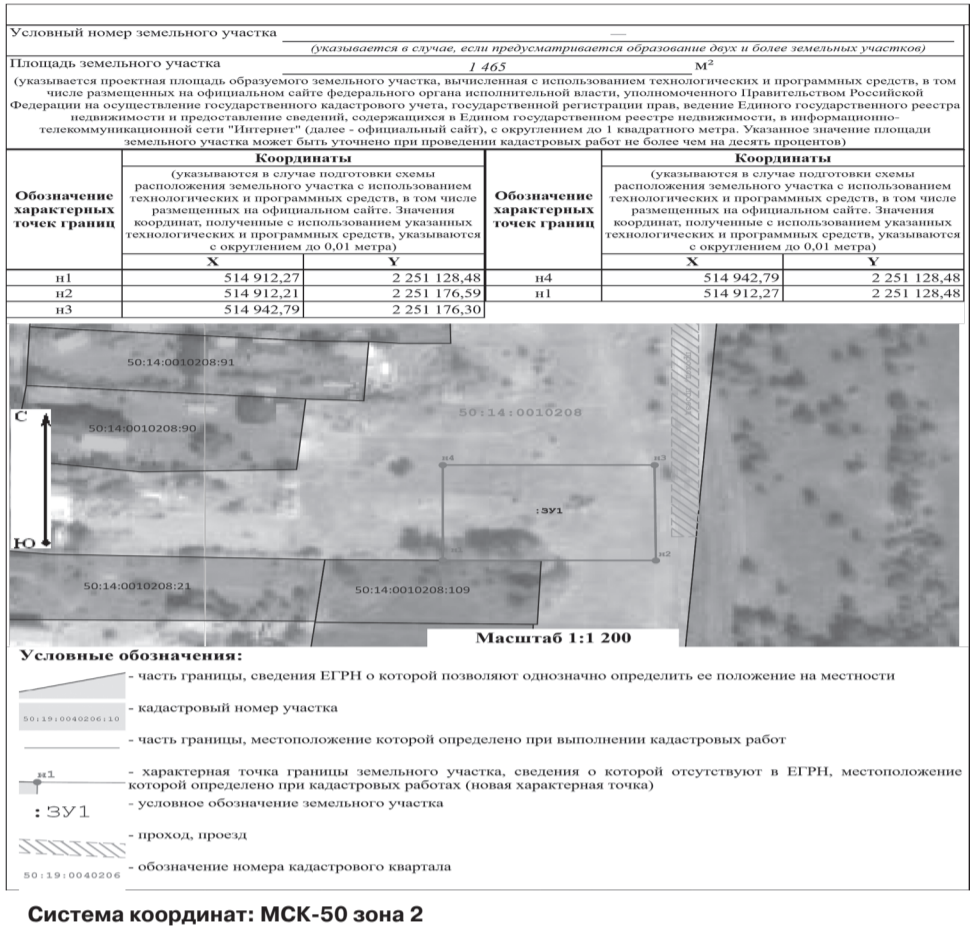 Условный номер земельного участка —
(указывается в случае, если предусматривается образование двух и более земельных участков)
Площадь земельного участка 1 465 м²
(указывается проектная площадь образуемого земельного участка, вычисленная с использованием технологических и программных средств, в том
числе размещенных на официальном сайте федерального органа исполнительной власти, уполномоченного Правительством Российской
Федерации на осуществление государственного кадастрового учета, государственной регистрации прав, ведение Единого государственного реестра
недвижимости и предоставление сведений, содержащихся в Едином государственном реестре недвижимости, в информационно-
телекоммуникационной сети "Интернет" (далее - официальный сайт), с округлением до 1 квадратного метра. Указанное значение площади
земельного участка может быть уточнено при проведении кадастровых работ не более чем на десять процентов)
Обозначение
характерных
точек границ
Координаты
(указываются в случае подготовки схемы
расположения земельного участка с использованием
технологических и программных средств, в том числе
размещенных на официальном сайте. Значения
координат, полученные с использованием указанных
технологических и программных средств, указываются
с округлением до 0,01 метра)
X Y
н1 514 912,27 2 251 128,48
н2 514 912,21 2 251 176,59
н3 514 942,79 2 251 176,30
Обозначение
характерных
точек границ
Координаты
(указываются в случае подготовки схемы
расположения земельного участка с использованием
технологических и программных средств, в том числе
размещенных на официальном сайте. Значения
координат, полученные с использованием указанных
технологических и программных средств, указываются
с округлением до 0,01 метра)
X Y
н4 514 942,79 2 251 128,48
н1 514 912,27 2 251 128,48
50:14:0010208:91
50:14:0010208
С
50:14:0010208:90
н4
н3
:ЗУ1
Ю
н1
н2
50:14:0010208:21
50:14:0010208:109
Масштаб 1:1 200
Условные обозначения:
- часть границы, сведения ЕГРН о которой позволяют однозначно определить ее положение на местности
50:19:0040206:10 - кадастровый номер участка
- часть границы, местоположение которой определено при выполнении кадастровых работ
н1 - характерная точка границы земельного участка, сведения о которой отсутствуют в ЕГРН, местоположение
которой определено при кадастровых работах (новая характерная точка)
:ЗУ1 - условное обозначение земельного участка
- проход, проезд
50:19:0040206 - обозначение номера кадастрового квартала
Система координат: МСК-50 зона 2